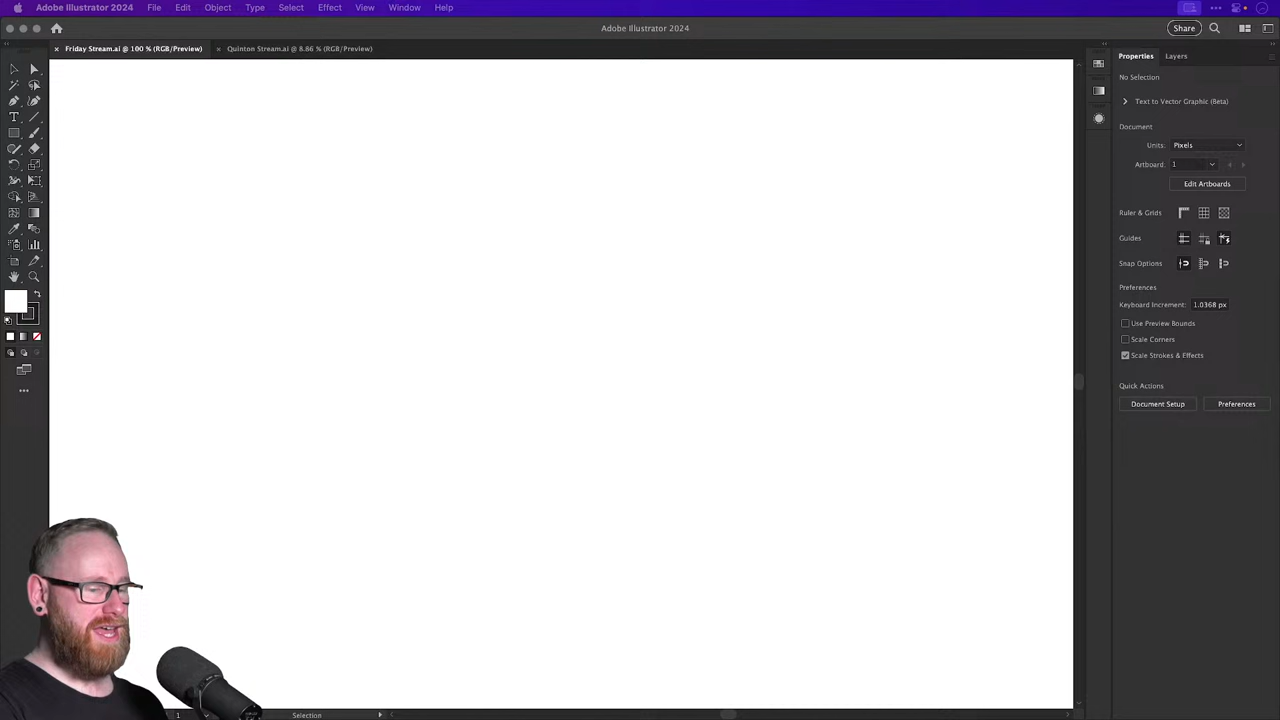 Adobe Illustrator 2024 File Edit Object Type Select Effect View Window Help
Adobe Illustrator 2024
Share
× Friday Stream.ai @ 100 % (RGB/Preview) × Quinton Stream.ai @ 8.86 % (RGB/Preview)
Properties Layers
No Selection
Text to Vector Graphic (Beta)
Document
Units: Pixels
Artboard: 1
Edit Artboards
Ruler & Grids
Guides
Snap Options
Preferences
Keyboard Increment: 1.0368 px
Use Preview Bounds
Scale Corners
Scale Strokes & Effects
Quick Actions
Document Setup Preferences
1 Selection